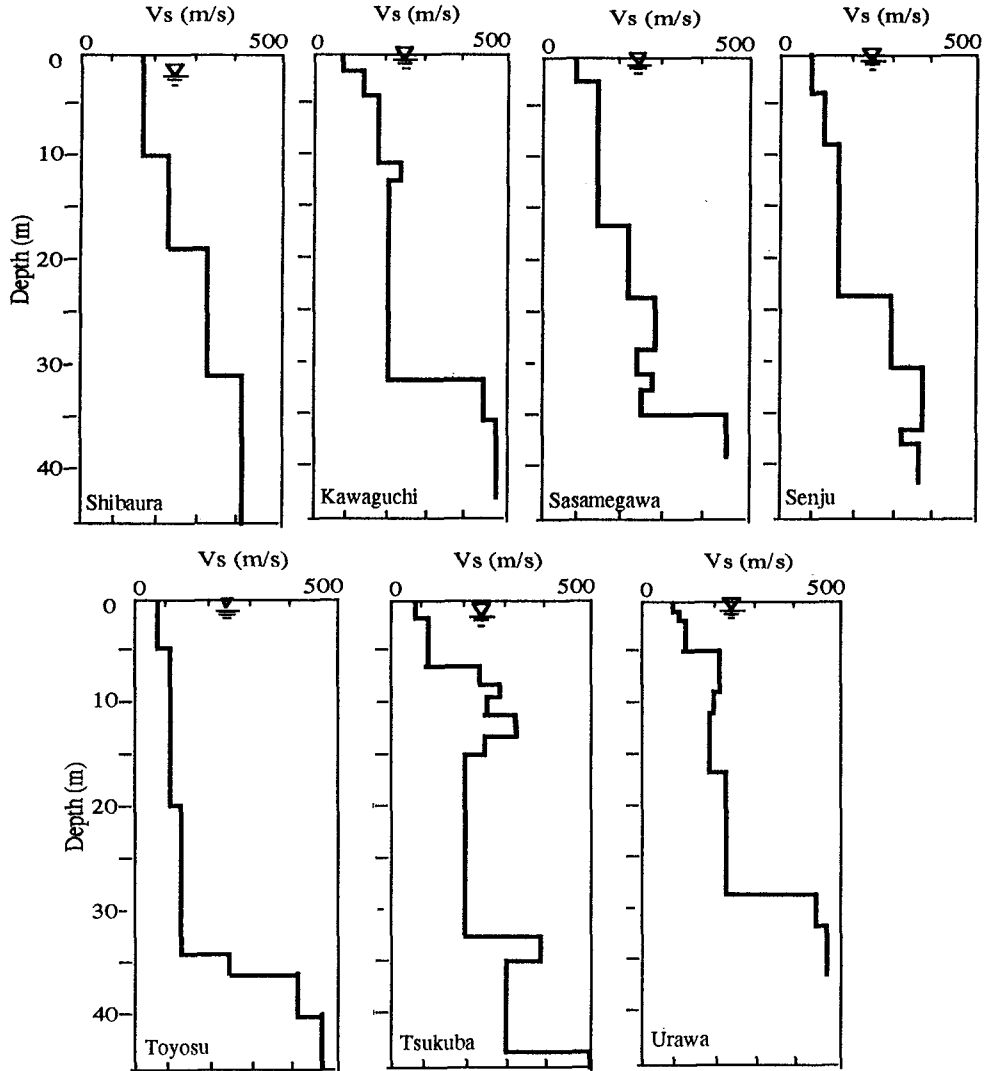 Vs (m/s) Vs (m/s) Vs (m/s) Vs (m/s)
0 500 0 500 0 500 0 500
0
10
20
30
40
Depth (m)
Shibaura Kawaguchi Sasamegawa Senju
Vs (m/s) Vs (m/s) Vs (m/s)
0 500 0 500 0 500
0
10
20
30
40
Depth (m)
Toyosu Tsukuba Urawa